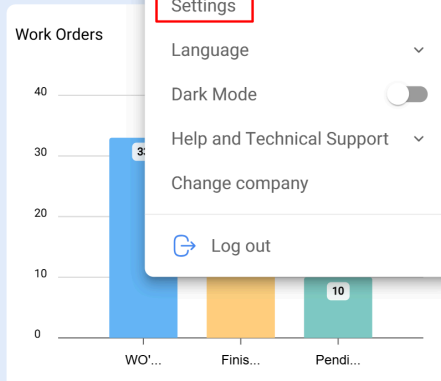 Settings
Work Orders
Language
40
Dark Mode
30
Help and Technical Support
Change company
20
Log out
10
10
0
WO'...
Finis...
Pendi...